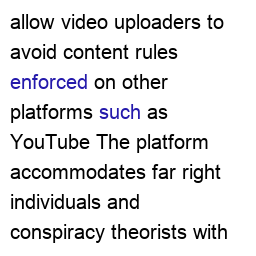 allow video uploaders to
avoid content rules
enforced on other
platforms such as
YouTube The platform
accommodates far right
individuals and
conspiracy theorists with